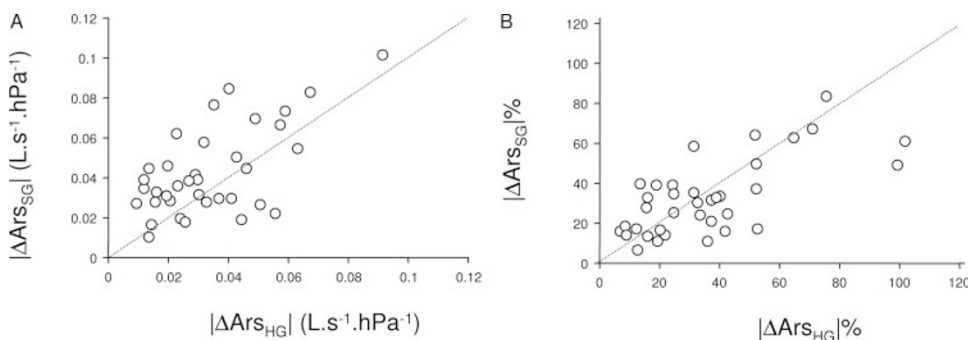 A
|ΔArs_SG| (L.s⁻¹.hPa⁻¹)
0.12
0.1
0.08
0.06
0.04
0.02
0
0 0.02 0.04 0.06 0.08 0.1 0.12
|ΔArs_HG| (L.s⁻¹.hPa⁻¹)
B
|ΔArs_SG|%
120
100
80
60
40
20
0
0 20 40 60 80 100 120
|ΔArs_HG|%